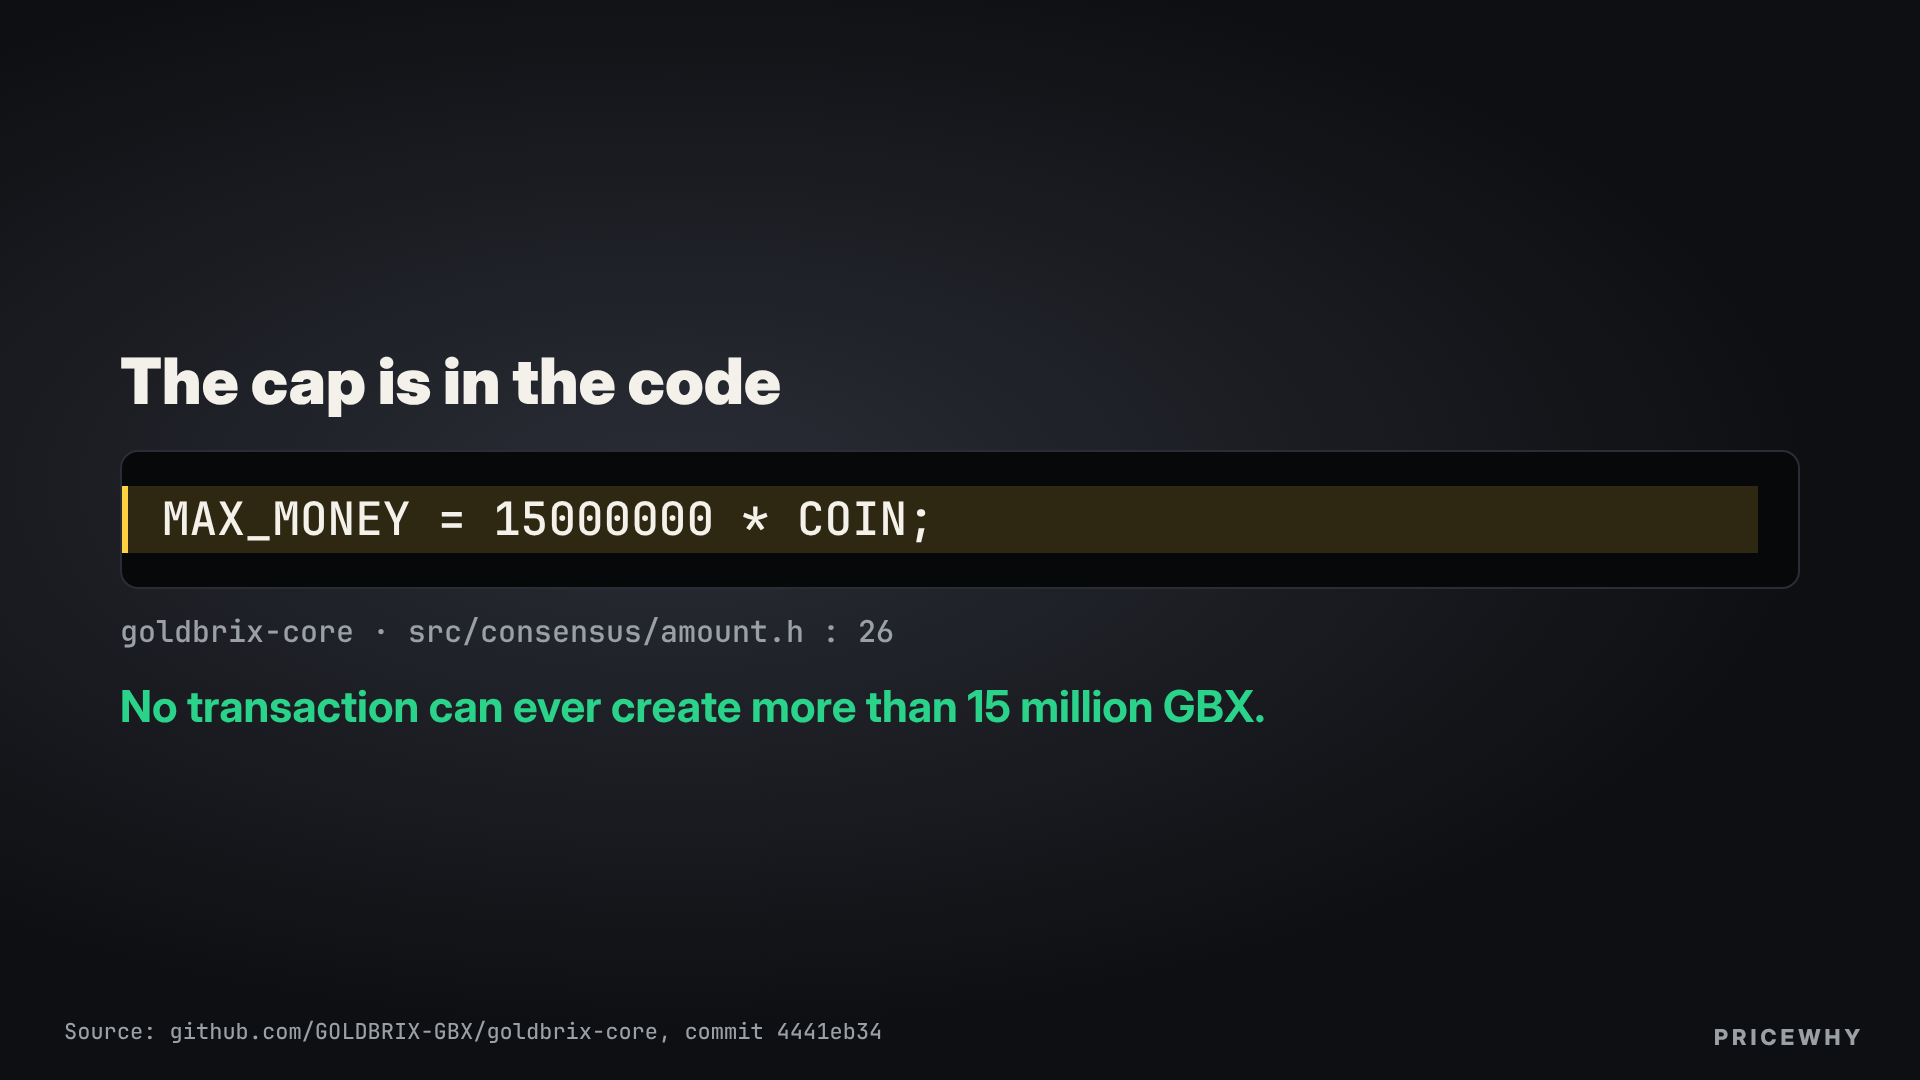 The cap is in the code
MAX_MONEY = 15000000 * COIN;
goldbrix-core · src/consensus/amount.h : 26
No transaction can ever create more than 15 million GBX.
Source: github.com/GOLDBRIX-GBX/goldbrix-core, commit 4441eb34
PRICEWHY